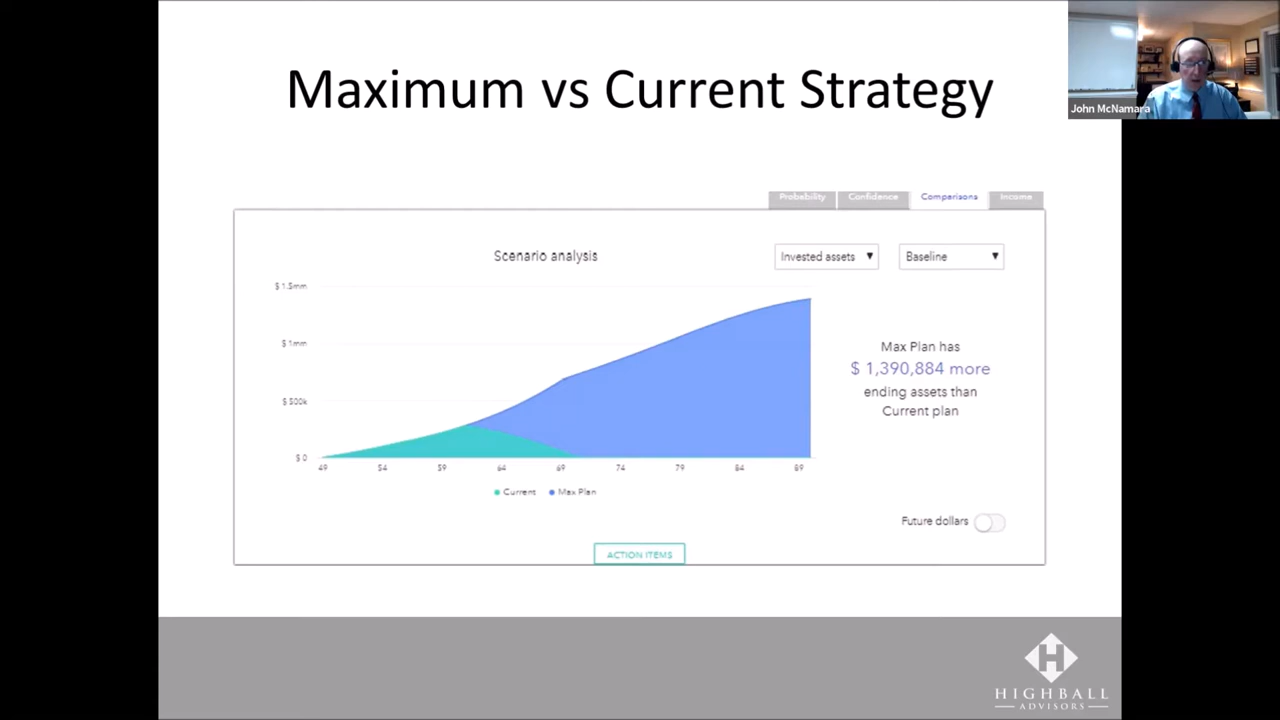 Maximum vs Current Strategy
John McNamara
Probability
Confidence
Comparisons
Income
Scenario analysis
Invested assets
Baseline
$ 1.5mm
$ 1mm
$ 500k
$ 0
49 54 59 64 69 74 79 84 89
Current Max Plan
Max Plan has
$ 1,390,884 more
ending assets than
Current plan
Future dollars
ACTION ITEMS
H
HIGHBALL
ADVISORS